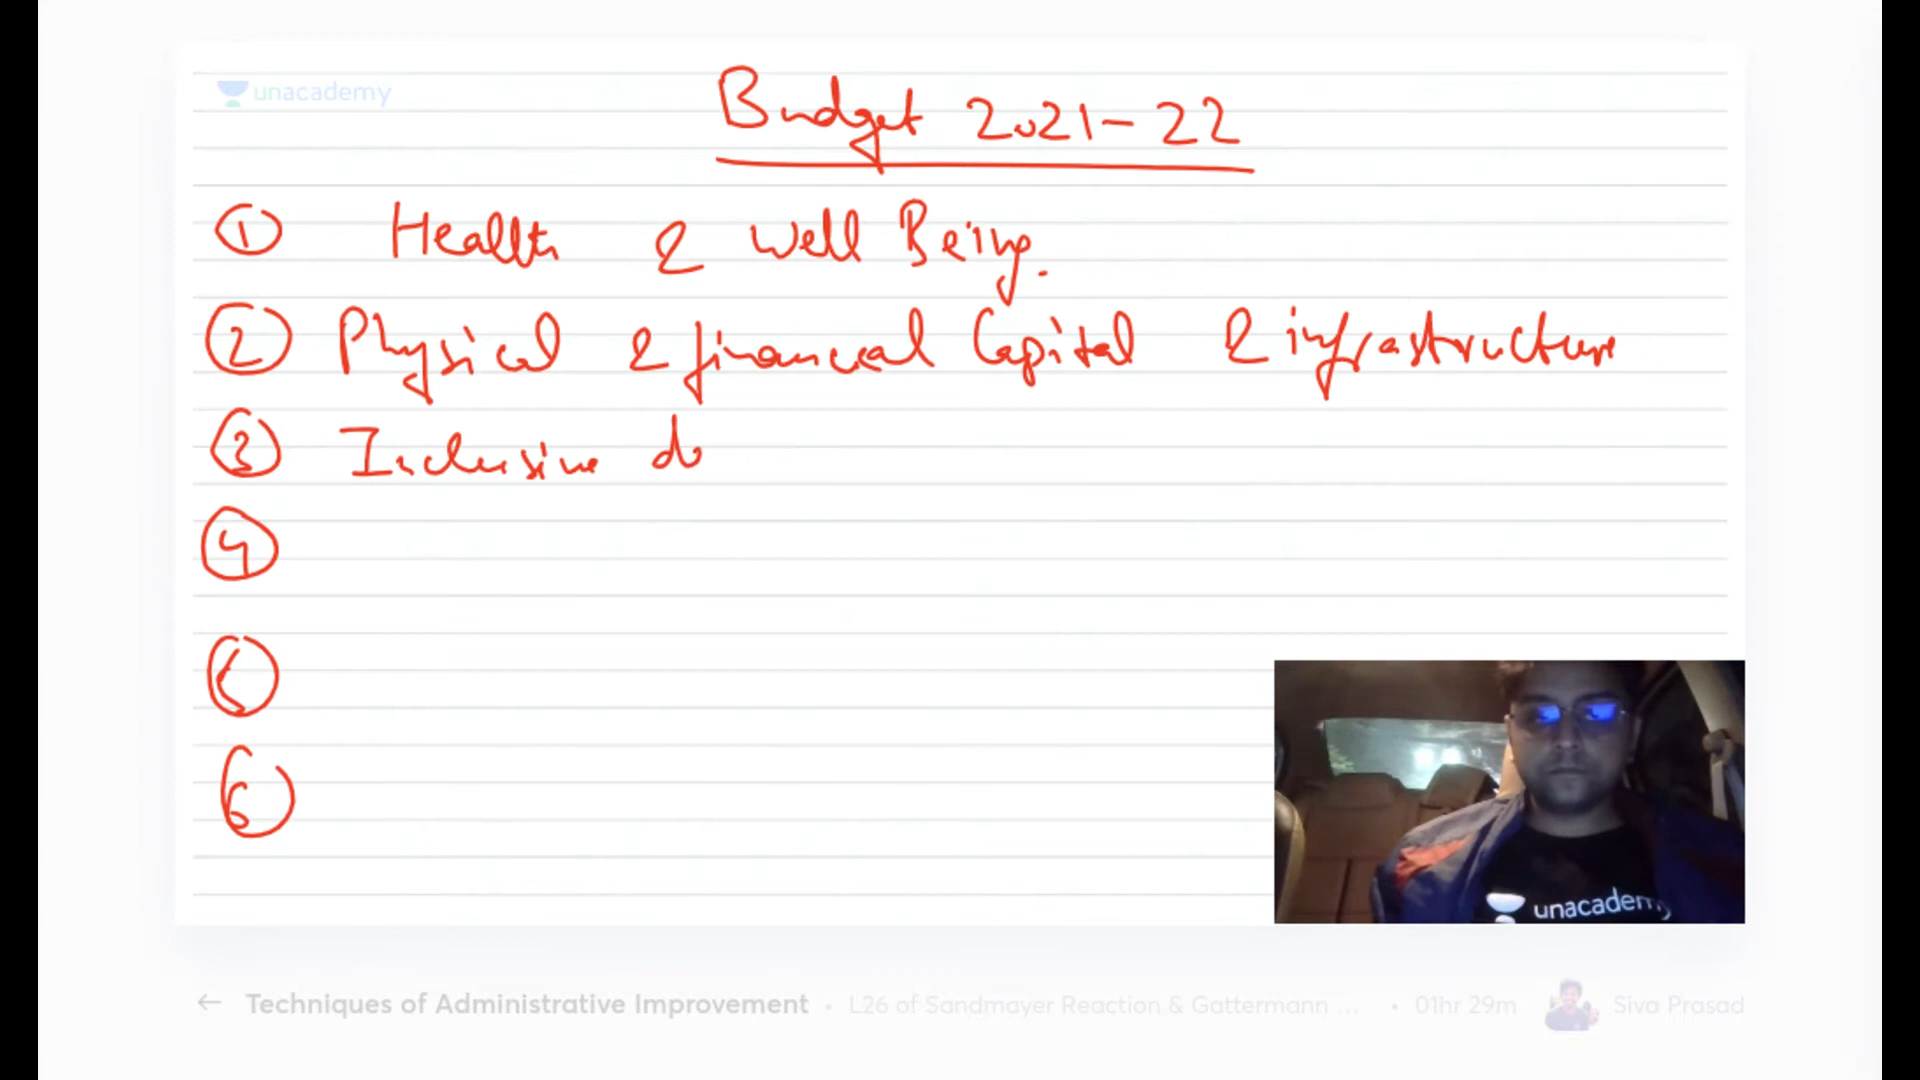 unacademy
Budget 2021-22
1 Health & Well Being.
2 Physical & financial Capital & infrastructure
3 Inclusive de
4
5
6
unacademy
← Techniques of Administrative Improvement • L26 of Sandmayer Reaction & Gattermann ... • 01hr 29m Siva Prasad